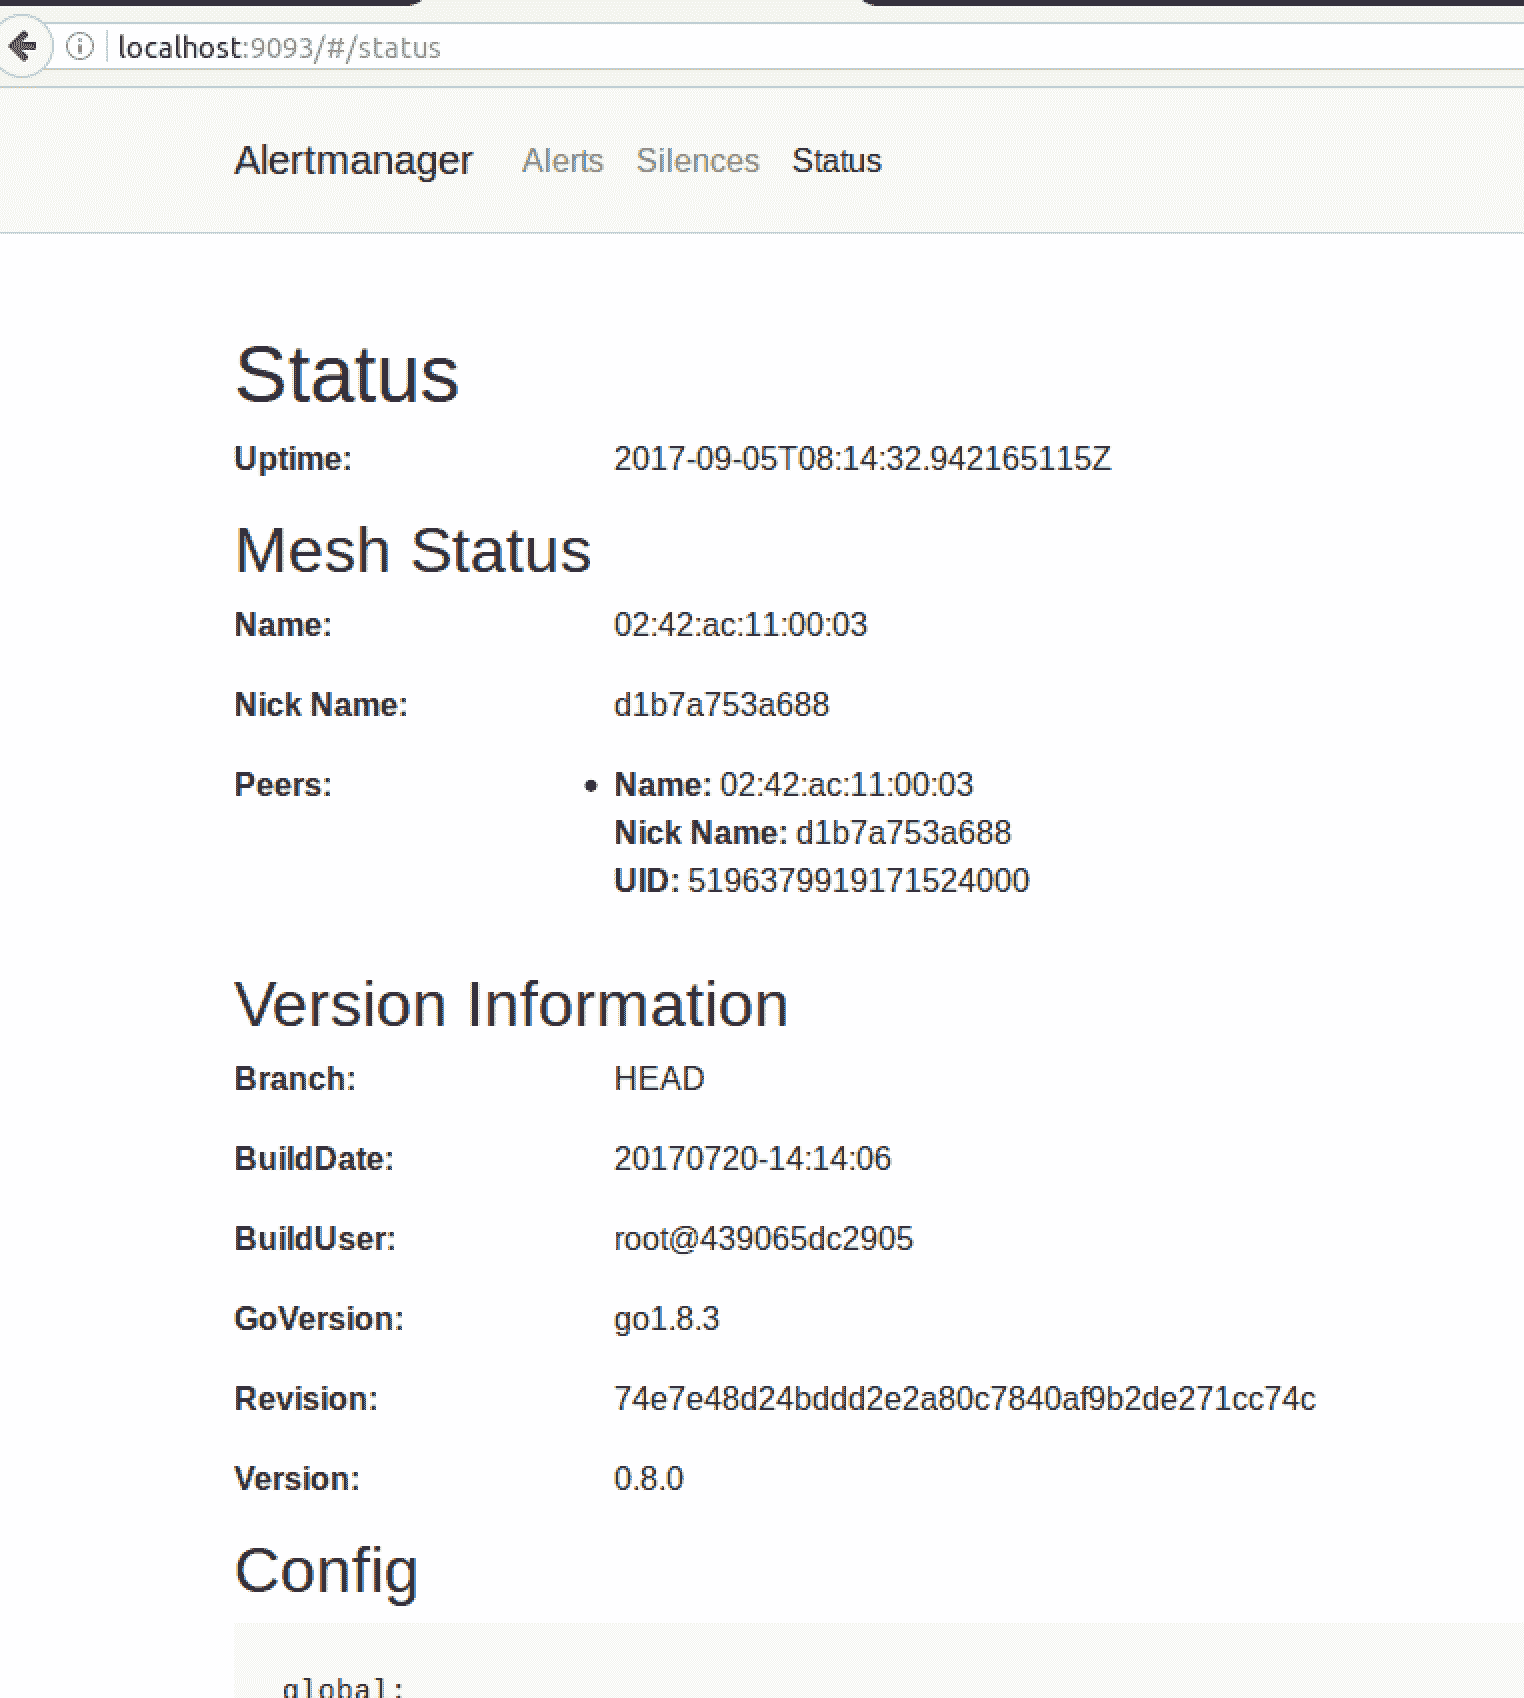 localhost:9093/#/status
Alertmanager Alerts Silences Status
Status
Uptime: 2017-09-05T08:14:32.942165115Z
Mesh Status
Name: 02:42:ac:11:00:03
Nick Name: d1b7a753a688
Peers: • Name: 02:42:ac:11:00:03
Nick Name: d1b7a753a688
UID: 5196379919171524000
Version Information
Branch: HEAD
BuildDate: 20170720-14:14:06
BuildUser: root@439065dc2905
GoVersion: go1.8.3
Revision: 74e7e48d24bddd2e2a80c7840af9b2de271cc74c
Version: 0.8.0
Config
global: